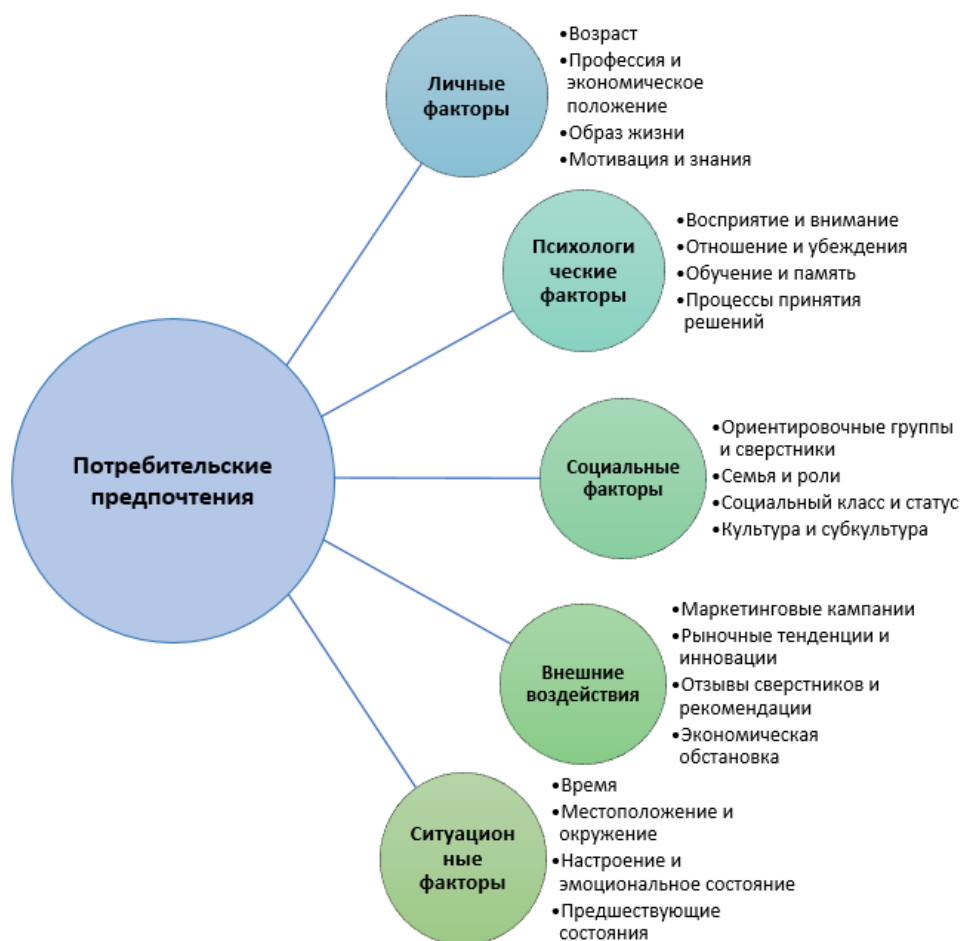 Потребительские
предпочтения
Личные
факторы
•Возраст
•Профессия и
экономическое
положение
•Образ жизни
•Мотивация и знания
Психологи
ческие
факторы
•Восприятие и внимание
•Отношение и убеждения
•Обучение и память
•Процессы принятия
решений
Социальные
факторы
•Ориентировочные группы
и сверстники
•Семья и роли
•Социальный класс и статус
•Культура и субкультура
Внешние
воздействия
•Маркетинговые кампании
•Рыночные тенденции и
инновации
•Отзывы сверстников и
рекомендации
•Экономическая
обстановка
Ситуацион
ные
факторы
•Время
•Местоположение и
окружение
•Настроение и
эмоциональное состояние
•Предшествующие
состояния